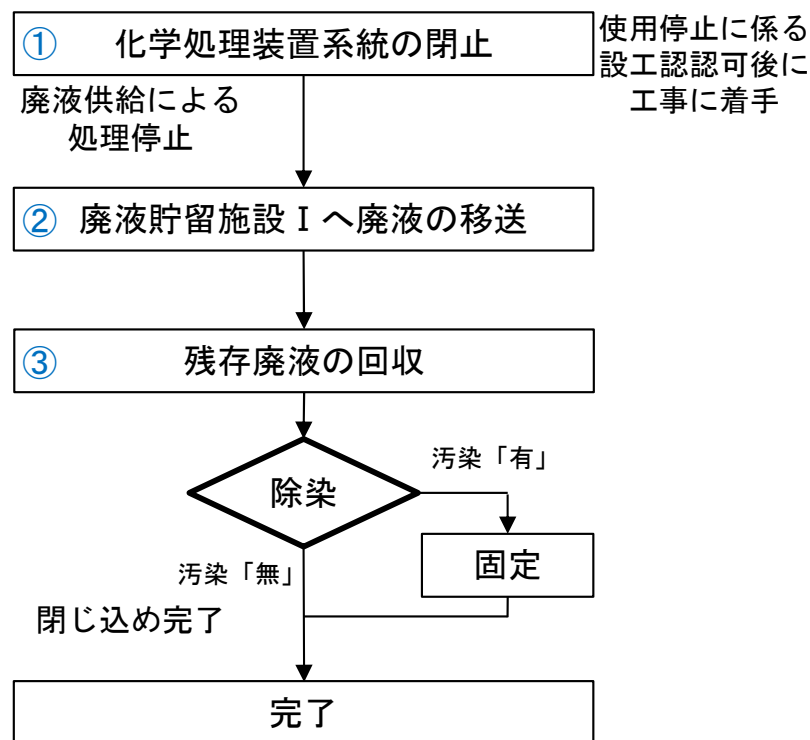 ① 化学処理装置系統の閉止
使用停止に係る
設工認認可後に
工事に着手
廃液供給による
処理停止
② 廃液貯留施設Ⅰへ廃液の移送
③ 残存廃液の回収
除染
汚染「有」
固定
汚染「無」
閉じ込め完了
完了